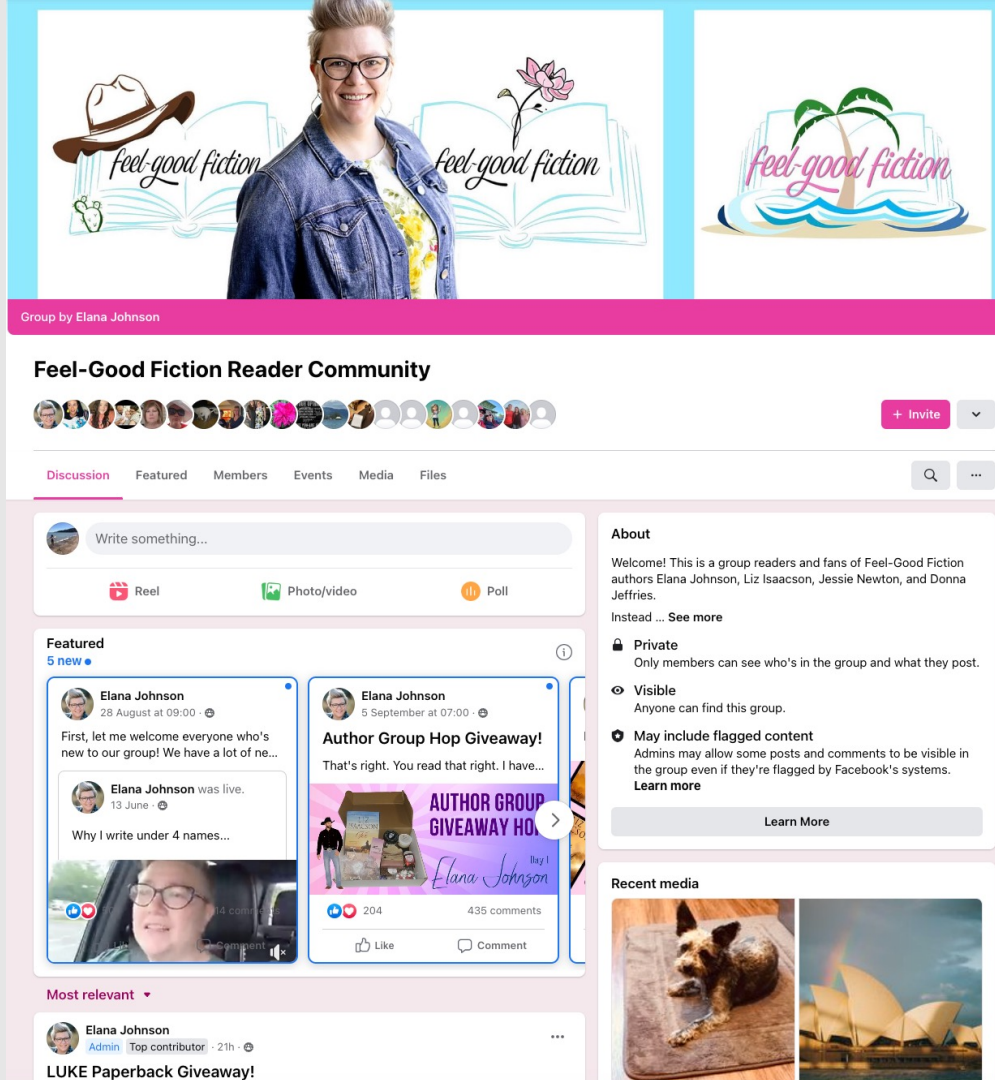 feel-good fiction
feel-good fiction
feel-good fiction
Group by Elana Johnson
Feel-Good Fiction Reader Community
+ Invite
Discussion
Featured
Members
Events
Media
Files
Write something...
Reel
Photo/video
Poll
Featured
5 new
Elana Johnson
28 August at 09:00 ·
First, let me welcome everyone who's
new to our group! We have a lot of ne...
Elana Johnson was live.
13 June ·
Why I write under 4 names...
14 comments
Like
Comment
Elana Johnson
5 September at 07:00 ·
Author Group Hop Giveaway!
That's right. You read that right. I have...
AUTHOR GROUP
GIVEAWAY
Day 1
Elana Johnson
204
435 comments
Like
Comment
Most relevant
Elana Johnson
Admin Top contributor · 21h ·
LUKE Paperback Giveaway!
About
Welcome! This is a group readers and fans of Feel-Good Fiction
authors Elana Johnson, Liz Isaacson, Jessie Newton, and Donna
Jeffries.
Instead ... See more
Private
Only members can see who's in the group and what they post.
Visible
Anyone can find this group.
May include flagged content
Admins may allow some posts and comments to be visible in
the group even if they're flagged by Facebook's systems.
Learn more
Learn More
Recent media